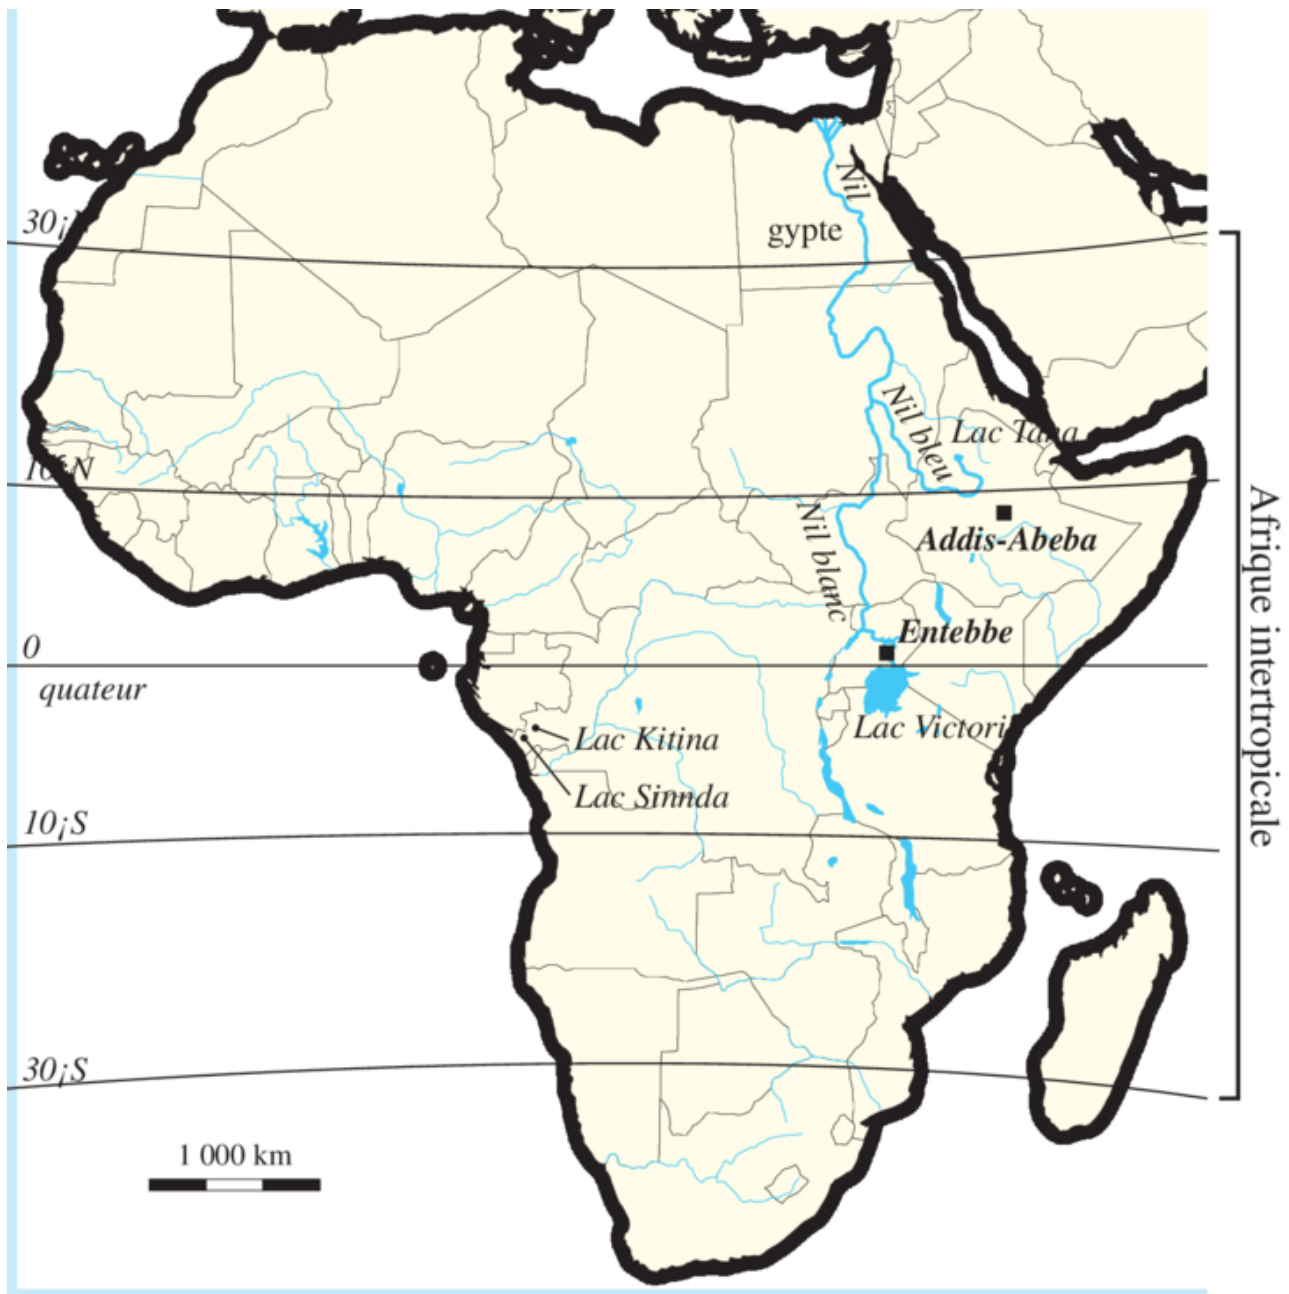 Nil
30¡
gypte
Nil bleu
Lac Tana
10°N
Addis-Abeba
Nil blanc
Entebbe
0
quateur
Lac Victori
Lac Kitina
Lac Sinnda
10¡S
30¡S
1 000 km
Afrique intertropicale